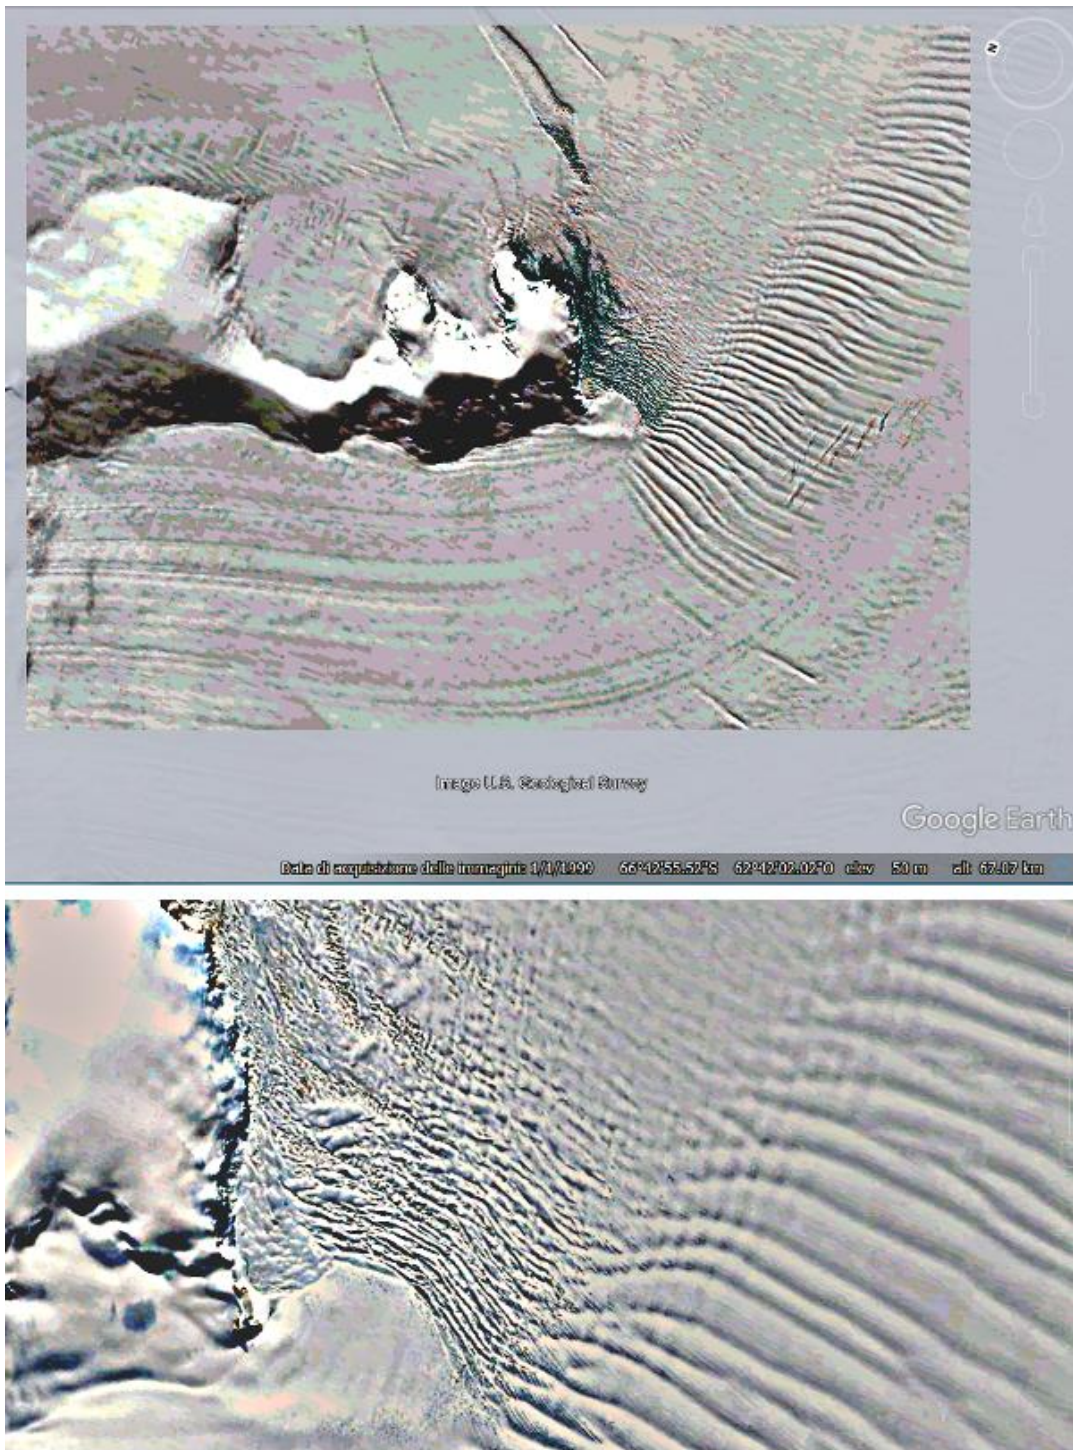 N
Image U.S. Geological Survey
Google Earth
Data di acquisizione delle immagini: 1/1/1999 66°42'55.52"S 62°42'02.02"O elev 50 m alt 67.07 km